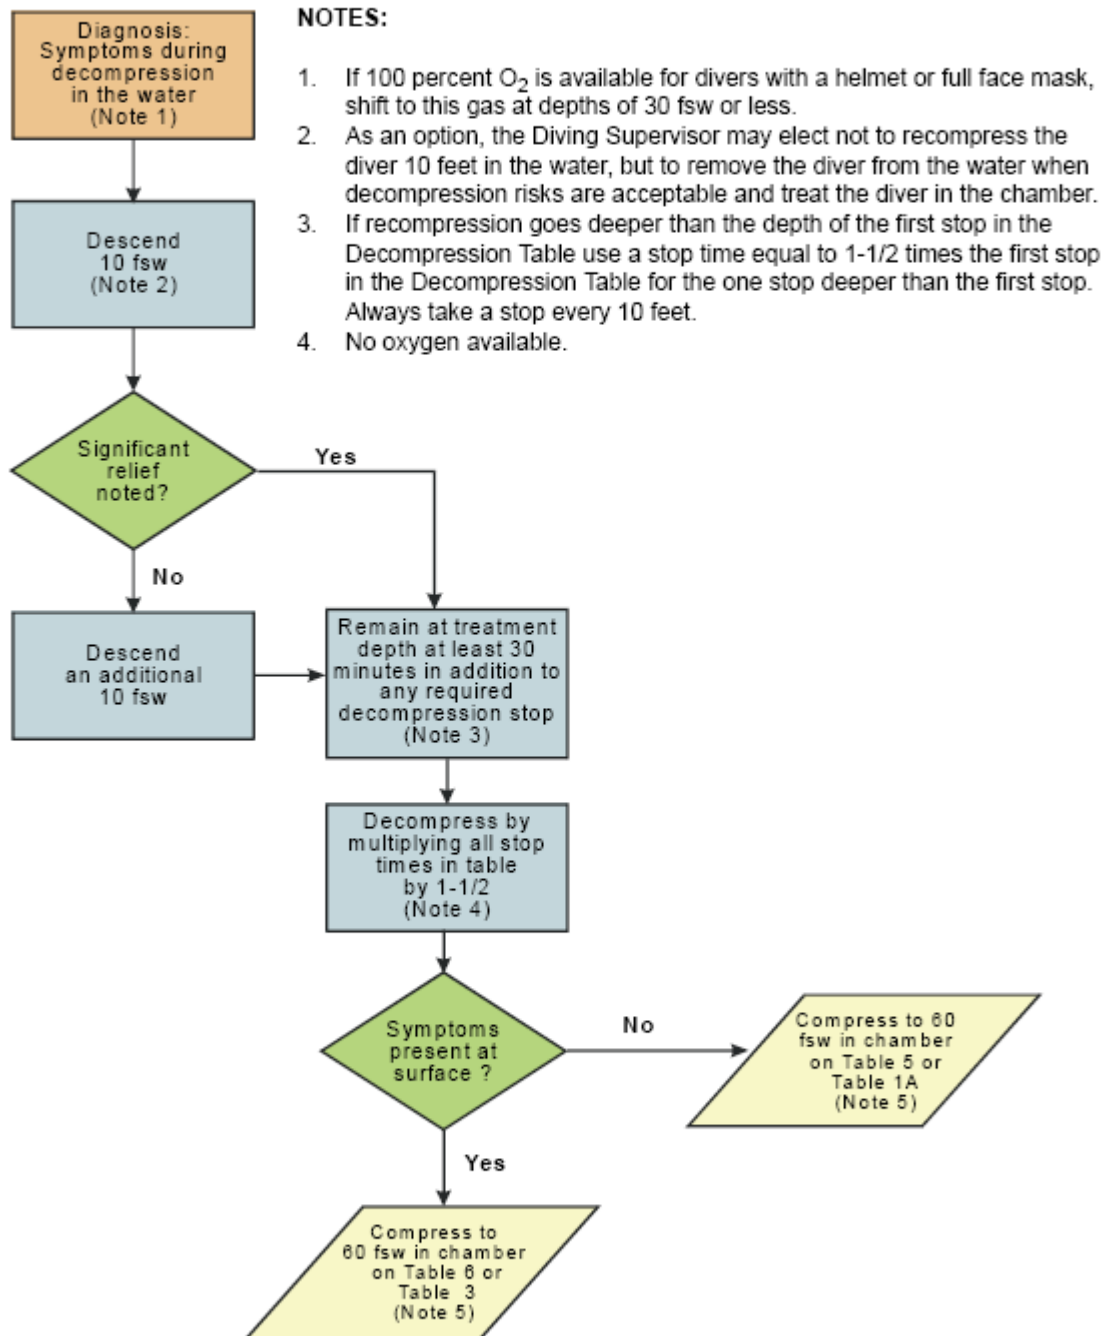 Diagnosis:
Symptoms during
decompression
in the water
(Note 1)
NOTES:
1. If 100 percent O₂ is available for divers with a helmet or full face mask,
shift to this gas at depths of 30 fsw or less.
2. As an option, the Diving Supervisor may elect not to recompress the
diver 10 feet in the water, but to remove the diver from the water when
decompression risks are acceptable and treat the diver in the chamber.
3. If recompression goes deeper than the depth of the first stop in the
Decompression Table use a stop time equal to 1-1/2 times the first stop
in the Decompression Table for the one stop deeper than the first stop.
Always take a stop every 10 feet.
4. No oxygen available.
Descend
10 fsw
(Note 2)
Significant
relief
noted?
Yes
No
Descend
an additional
10 fsw
Remain at treatment
depth at least 30
minutes in addition to
any required
decompression stop
(Note 3)
Decompress by
multiplying all stop
times in table
by 1-1/2
(Note 4)
Symptoms
present at
surface ?
No
Compress to 60
fsw in chamber
on Table 5 or
Table 1A
(Note 5)
Yes
Compress to
60 fsw in chamber
on Table 6 or
Table 3
(Note 5)